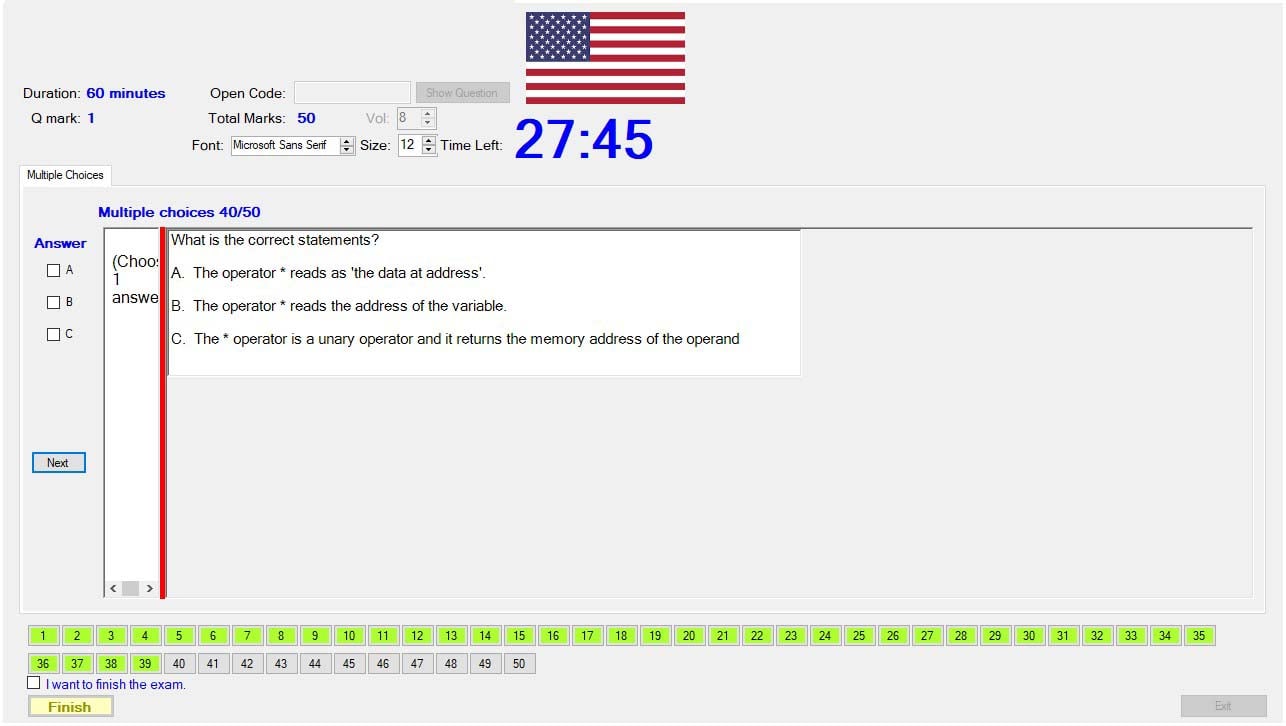 Duration: 60 minutes
Open Code:
Show Question
Q mark: 1
Total Marks: 50
Vol: 8
Font: Microsoft Sans Serif
Size: 12
Time Left: 27:45
Multiple Choices
Multiple choices 40/50
Answer
A
B
C
Next
(Choos
1
answe
What is the correct statements?
A. The operator * reads as 'the data at address'.
B. The operator * reads the address of the variable.
C. The * operator is a unary operator and it returns the memory address of the operand
1 2 3 4 5 6 7 8 9 10 11 12 13 14 15 16 17 18 19 20 21 22 23 24 25 26 27 28 29 30 31 32 33 34 35
36 37 38 39 40 41 42 43 44 45 46 47 48 49 50
I want to finish the exam.
Finish
Exit